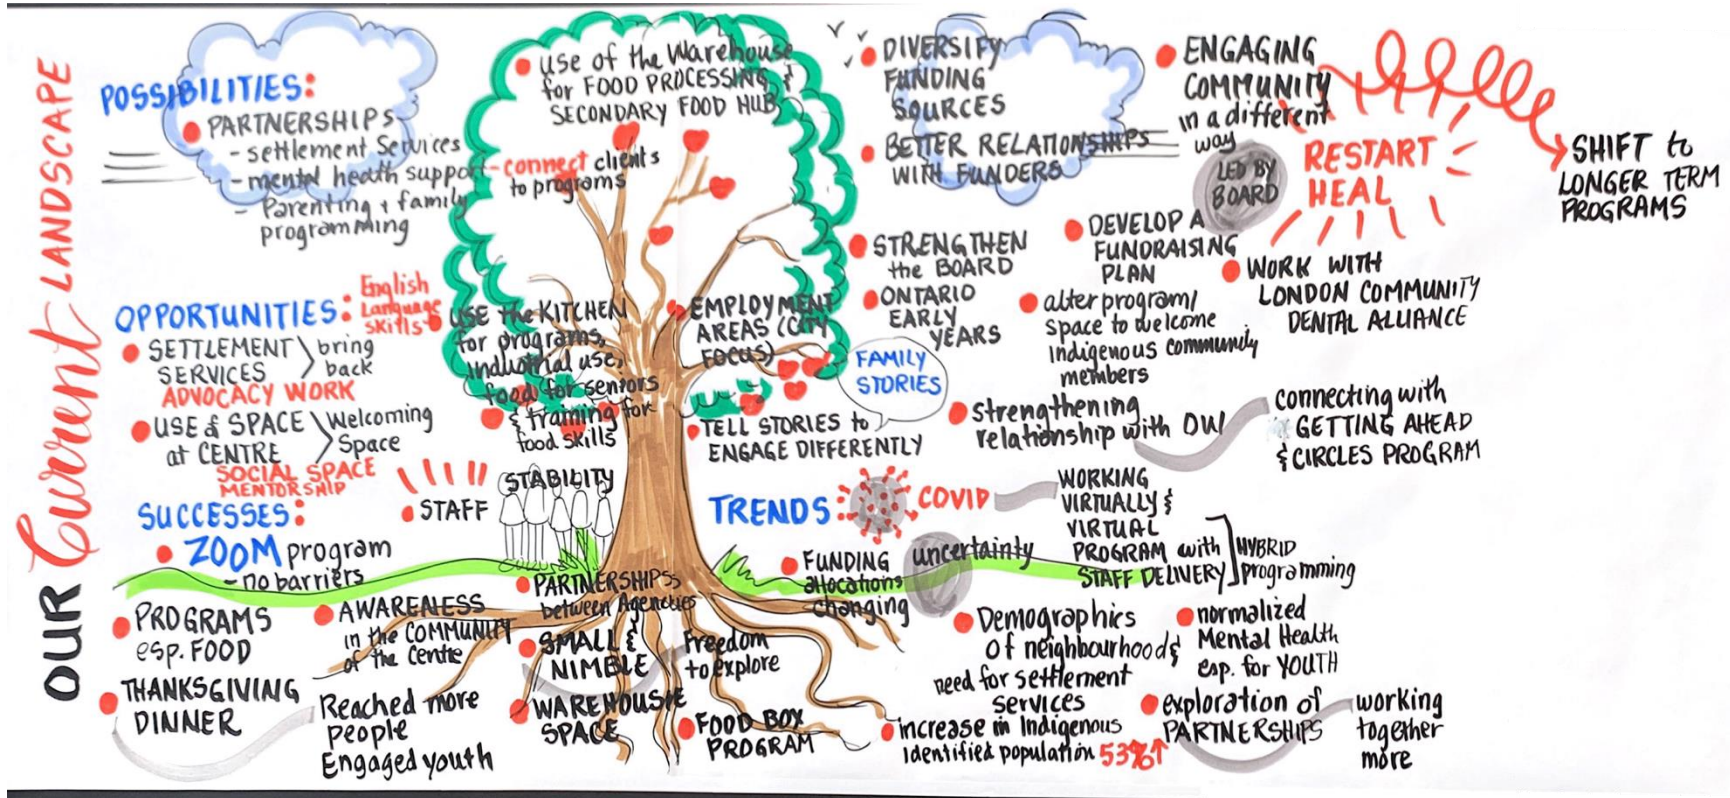 OUR Current LANDSCAPE
POSSIBILITIES:
PARTNERSHIPS
- settlement Services
- mental health support - connect clients
to programs
- Parenting + family
programming
use of the Warehouse
for FOOD PROCESSING &
SECONDARY FOOD HUB
DIVERSIFY
FUNDING
SOURCES
BETTER RELATIONSHIPS
WITH FUNDERS
ENGAGING
COMMUNITY
in a different
way
LED BY
BOARD
RESTART
HEAL
SHIFT to
LONGER TERM
PROGRAMS
STRENGTHEN
the BOARD
ONTARIO
EARLY
YEARS
DEVELOP A
FUNDRAISING
PLAN
WORK WITH
LONDON COMMUNITY
DENTAL ALLIANCE
alter program/
space to welcome
Indigenous community
members
OPPORTUNITIES:
English
Language
skills
SETTLEMENT
SERVICES
bring
back
ADVOCACY WORK
USE of SPACE
at CENTRE
Welcoming
Space
SOCIAL SPACE
MENTORSHIP
USE the KITCHEN
for programs,
industrial use,
food for seniors
& training for
food skills
EMPLOYMENT
AREAS (CITY
FOCUS)
FAMILY
STORIES
TELL STORIES to
ENGAGE DIFFERENTLY
strengthening
relationship with OW
connecting with
GETTING AHEAD
& CIRCLES PROGRAM
SUCCESSES:
STAFF
STABILITY
ZOOM program
- no barriers
PROGRAMS
esp. FOOD
AWARENESS
in the COMMUNITY
of the Centre
PARTNERSHIPS
between Agencies
SMALL &
NIMBLE
Freedom
to explore
THANKSGIVING
DINNER
Reached more
people
Engaged youth
WAREHOUSE
SPACE
FOOD BOX
PROGRAM
TRENDS:
COVID
WORKING
VIRTUALLY &
VIRTUAL
PROGRAM with
STAFF DELIVERY
HYBRID
programming
FUNDING
allocations
changing
uncertainty
Demographics
of neighbourhood &
need for settlement
services
normalized
Mental Health
esp. for YOUTH
increase in Indigenous
identified population 53%↑
exploration of
PARTNERSHIPS
working
together
more